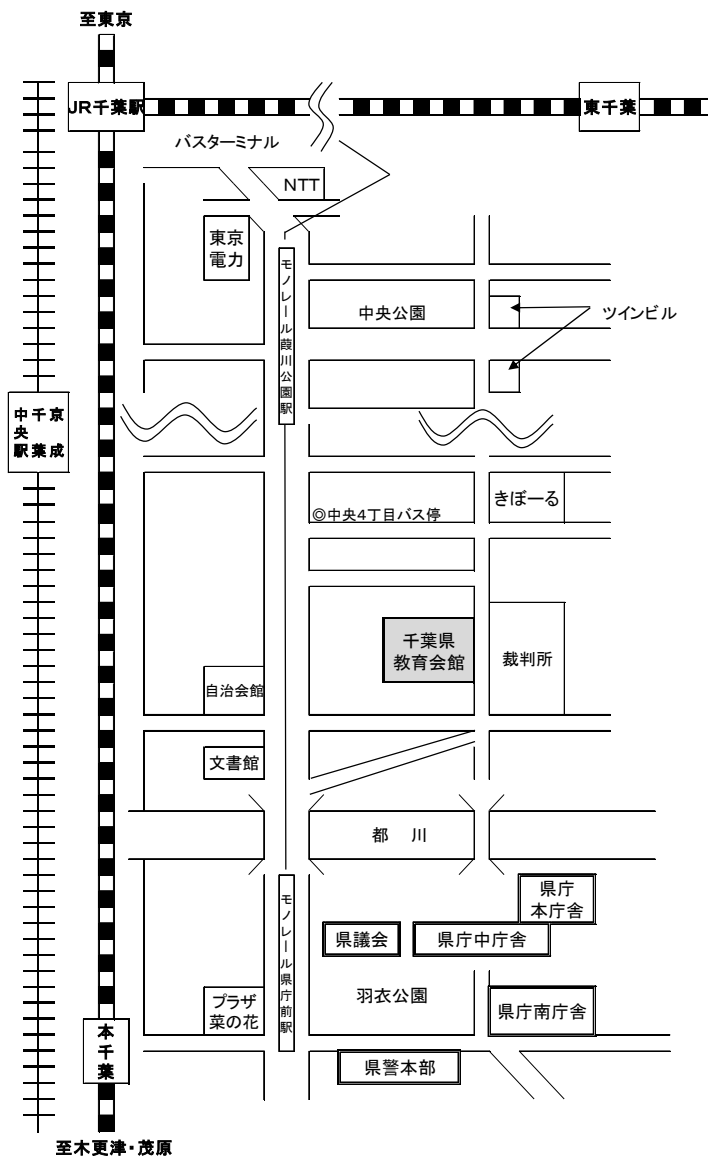 至東京
JR千葉駅
東千葉
バスターミナル
NTT
東京
電力
モノレール葭川公園駅
中央公園
ツインビル
京成
千葉
中央駅
きぼーる
◎中央4丁目バス停
千葉県
教育会館
裁判所
自治会館
文書館
都 川
モノレール県庁前駅
県庁
本庁舎
県議会
県庁中庁舎
プラザ
菜の花
羽衣公園
県庁南庁舎
本千葉
県警本部
至木更津・茂原